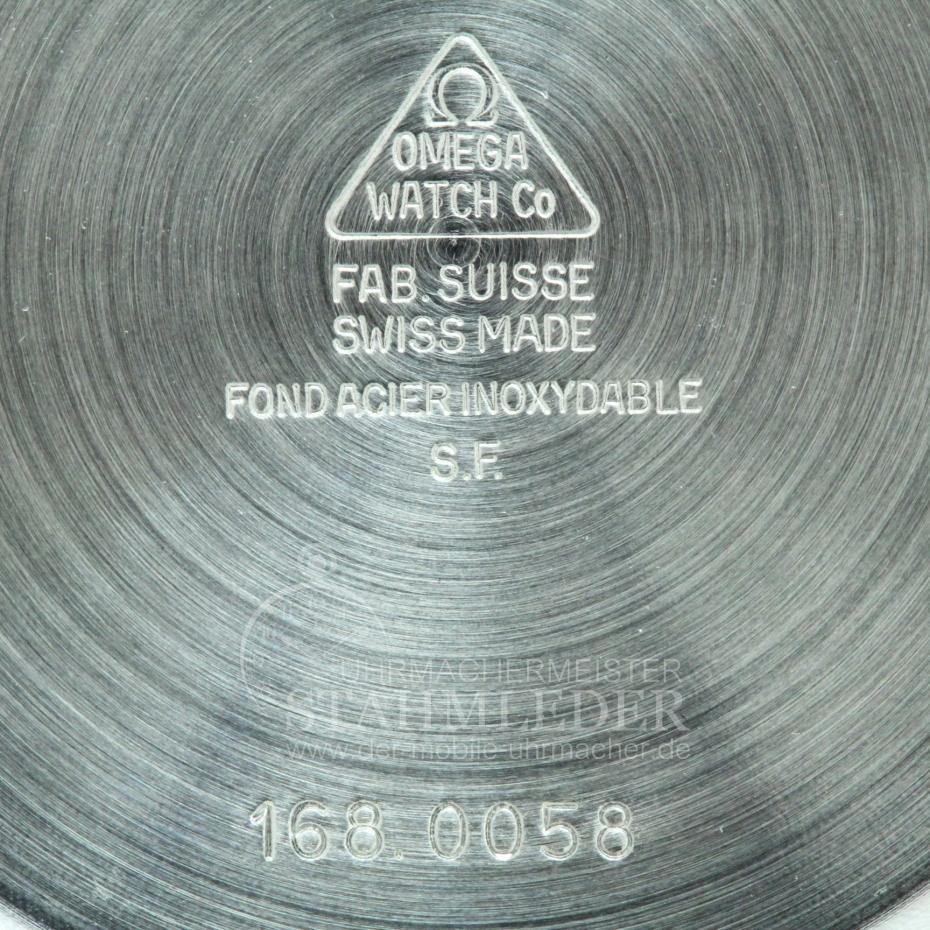 Ω
OMEGA
WATCH Co
FAB. SUISSE
SWISS MADE
FOND ACIER INOXYDABLE
S.F.
UHRMACHERMEISTER
STAHMLEDER
www.der-mobile-uhrmacher.de
168.0058